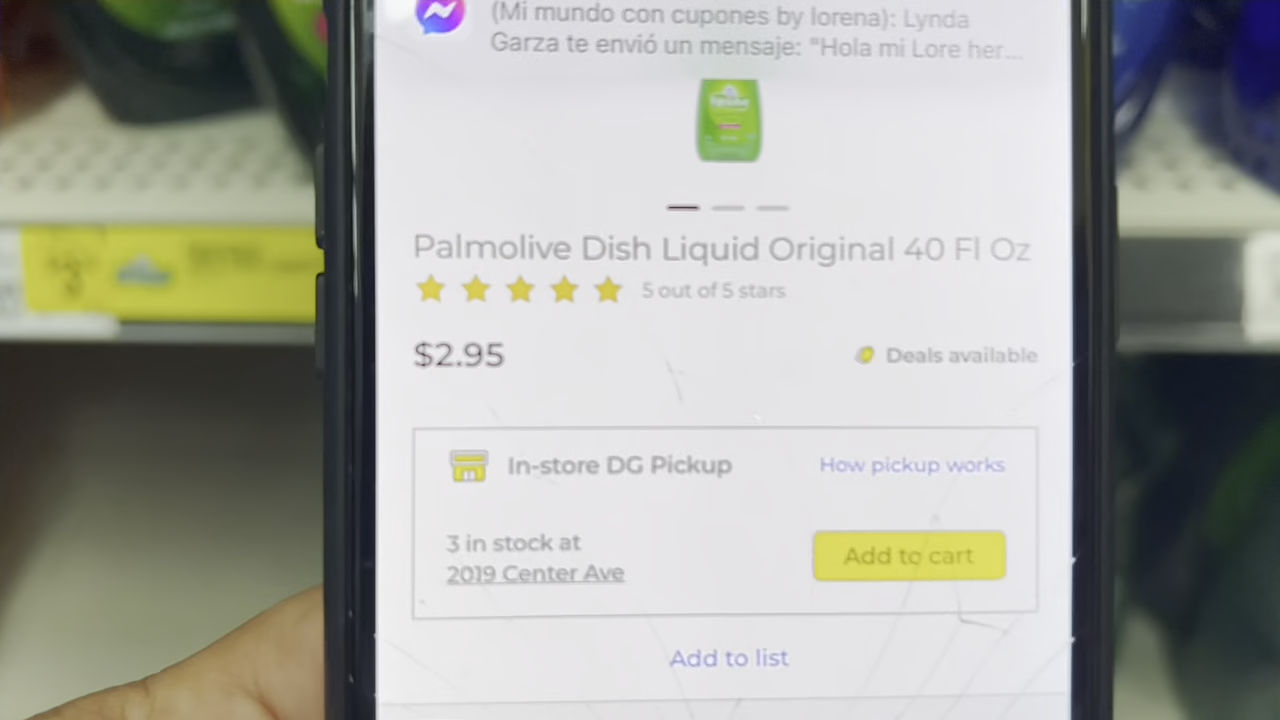 (Mi mundo con cupones by lorena): Lynda
Garza te envió un mensaje: "Hola mi Lore her...
Palmolive Dish Liquid Original 40 Fl Oz
5 out of 5 stars
$2.95
Deals available
In-store DG Pickup
How pickup works
3 in stock at
2019 Center Ave
Add to cart
Add to list